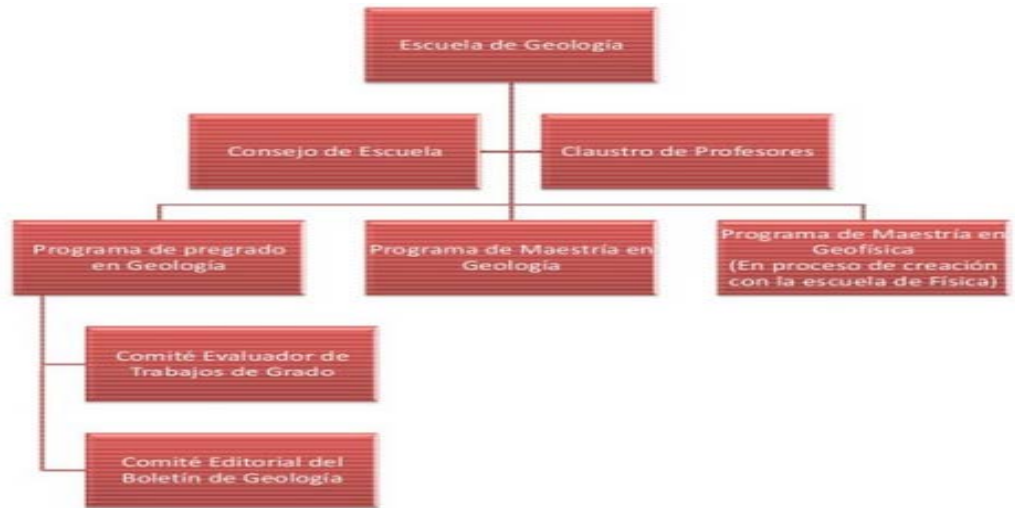 Escuela de Geología
Consejo de Escuela
Claustro de Profesores
Programa de pregrado
en Geología
Programa de Maestría en
Geología
Programa de Maestría en
Geofísica
(En proceso de creación
con la escuela de Física)
Comité Evaluador de
Trabajos de Grado
Comité Editorial del
Boletín de Geología